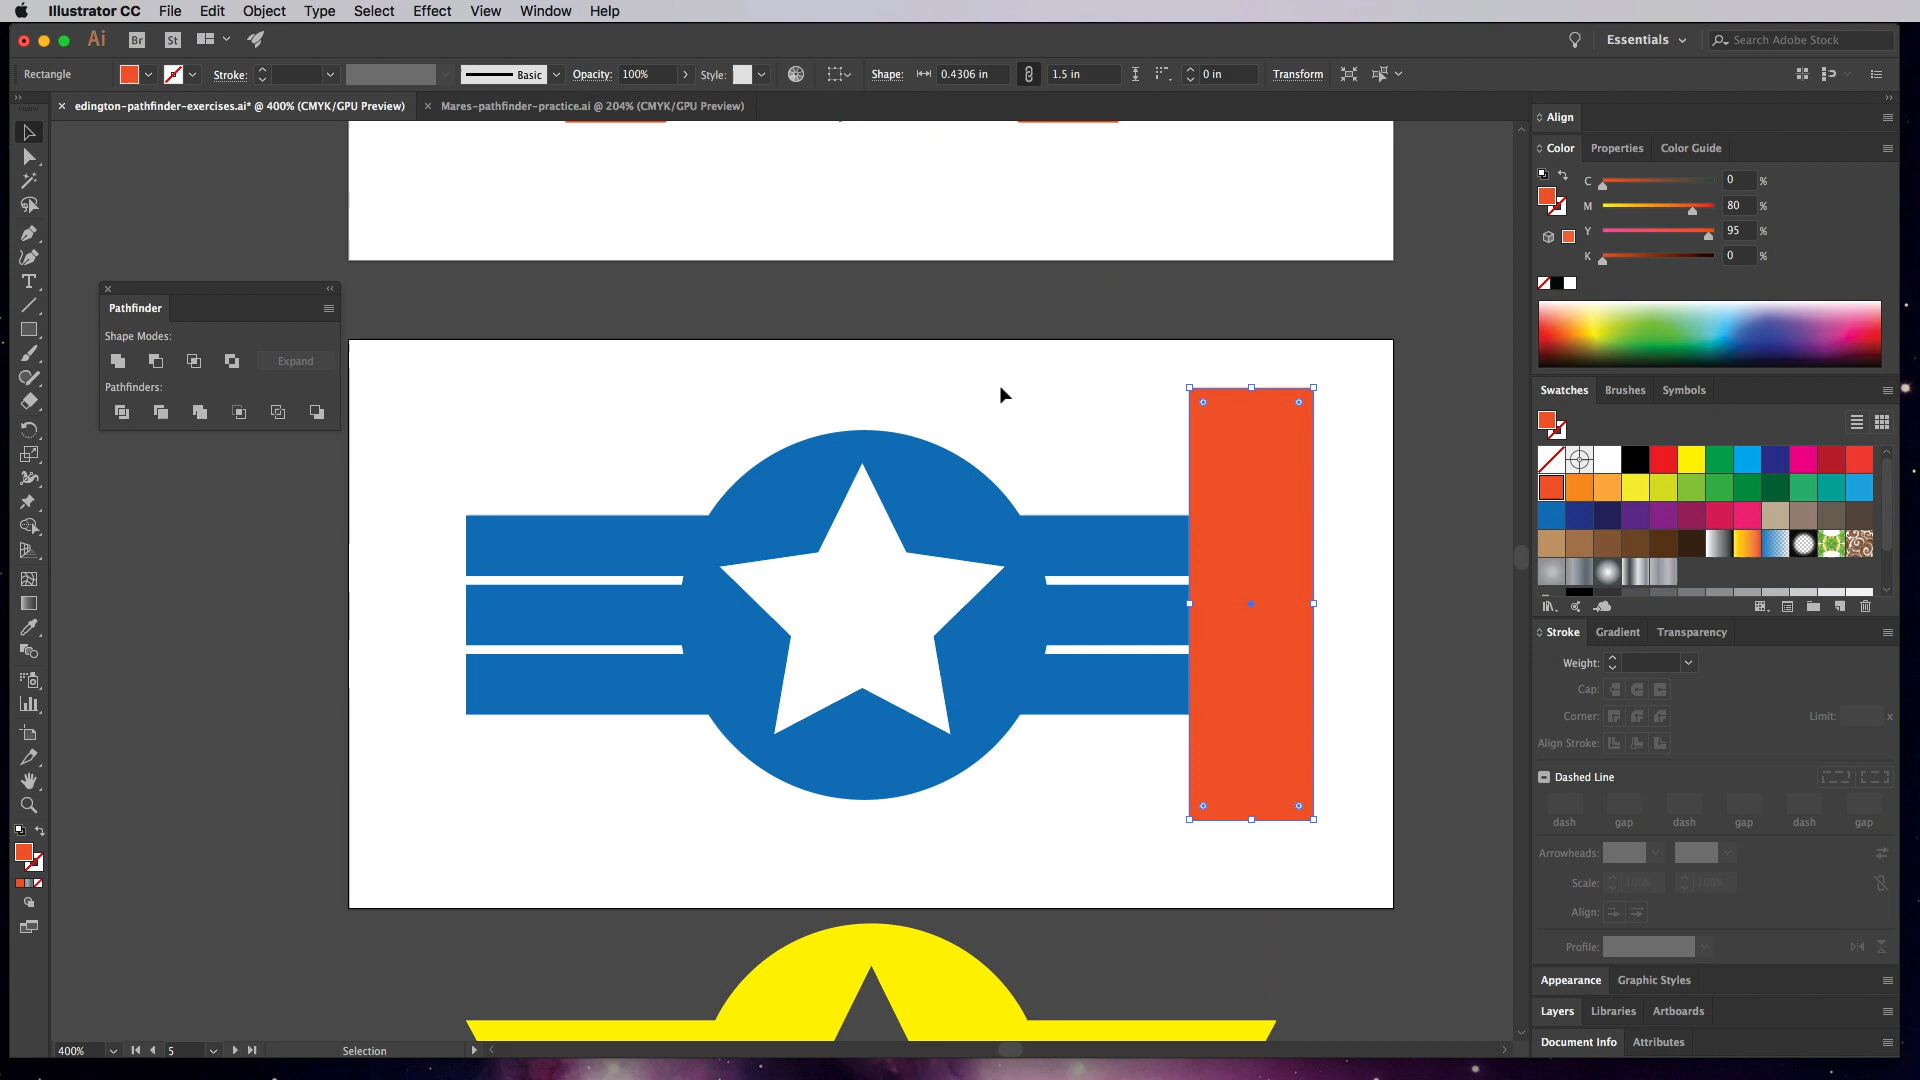 Illustrator CC File Edit Object Type Select Effect View Window Help
Ai Br St Essentials Search Adobe Stock
Rectangle Stroke: Basic Opacity: 100% Style: Shape: 0.4306 in 1.5 in 0 in Transform
edington-pathfinder-exercises.ai* @ 400% (CMYK/GPU Preview) Mares-pathfinder-practice.ai @ 204% (CMYK/GPU Preview)
Align
Color Properties Color Guide
C 0 %
M 80 %
Y 95 %
K 0 %
Pathfinder
Shape Modes:
Expand
Pathfinders:
Swatches Brushes Symbols
Stroke Gradient Transparency
Weight:
Cap:
Corner: Limit: x
Align Stroke:
Dashed Line
dash gap dash gap dash gap
Arrowheads:
Scale: 100% 100%
Align:
Profile:
Appearance Graphic Styles
Layers Libraries Artboards
Document Info Attributes
400% 5 Selection